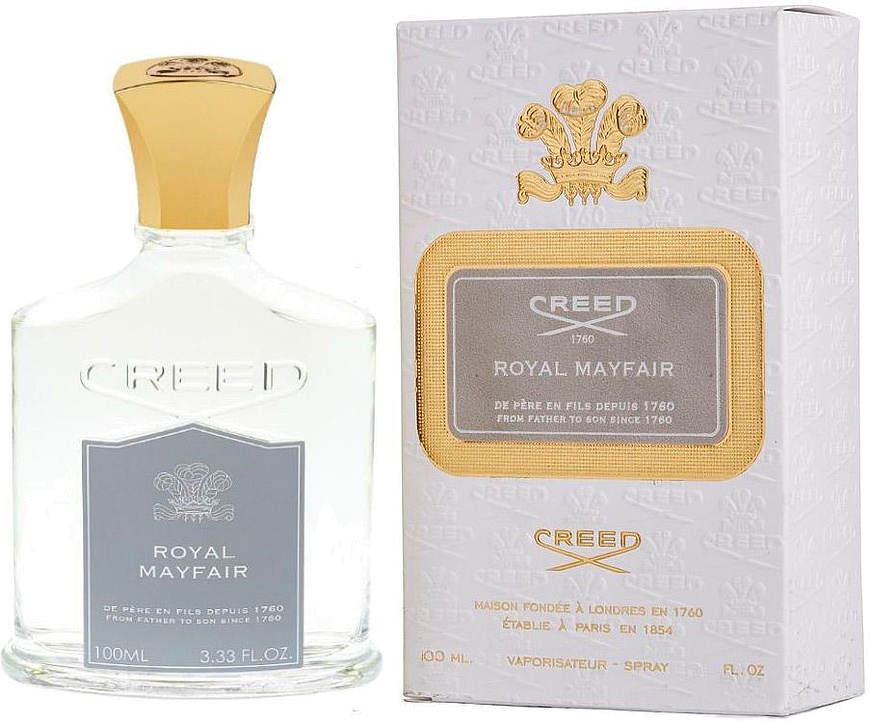 CREED
ROYAL
MAYFAIR
DE PÈRE EN FILS DEPUIS 1760
FROM FATHER TO SON SINCE 1760
100ML 3.33 FL.OZ.
1760
CREED
1760
ROYAL MAYFAIR
DE PÈRE EN FILS DEPUIS 1760
FROM FATHER TO SON SINCE 1760
CREED
MAISON FONDÉE À LONDRES EN 1760
ÉTABLIE À PARIS EN 1854
100 ML. VAPORISATEUR - SPRAY FL. OZ